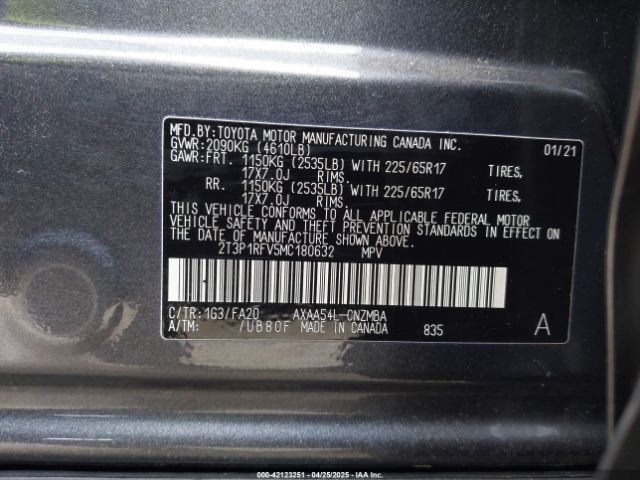 MFD.BY:TOYOTA MOTOR MANUFACTURING CANADA INC. 01/21
GVWR:2090KG (4610LB)
GAWR:FRT. 1150KG (2535LB) WITH 225/65R17 TIRES,
17X7.0J RIMS.
RR. 1150KG (2535LB) WITH 225/65R17 TIRES,
17X7.0J RIMS.
THIS VEHICLE CONFORMS TO ALL APPLICABLE FEDERAL MOTOR
VEHICLE SAFETY AND THEFT PREVENTION STANDARDS IN EFFECT ON
THE DATE OF MANUFACTURE SHOWN ABOVE.
2T3P1RFV5MC180632 MPV
C/TR:1G3/FA20 AXAA54L-CNZMBA
A/TM: /UB80F MADE IN CANADA 835 A
000-42123251 - 04/25/2025 - IAA Inc.